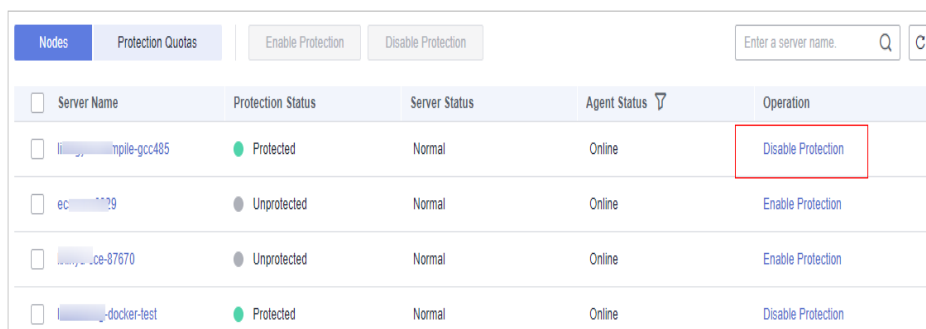 Nodes Protection Quotas Enable Protection Disable Protection Enter a server name.
Server Name Protection Status Server Status Agent Status Operation
mpile-gcc485 Protected Normal Online Disable Protection
Unprotected Normal Online Enable Protection
-87670 Unprotected Normal Online Enable Protection
-docker-test Protected Normal Online Disable Protection